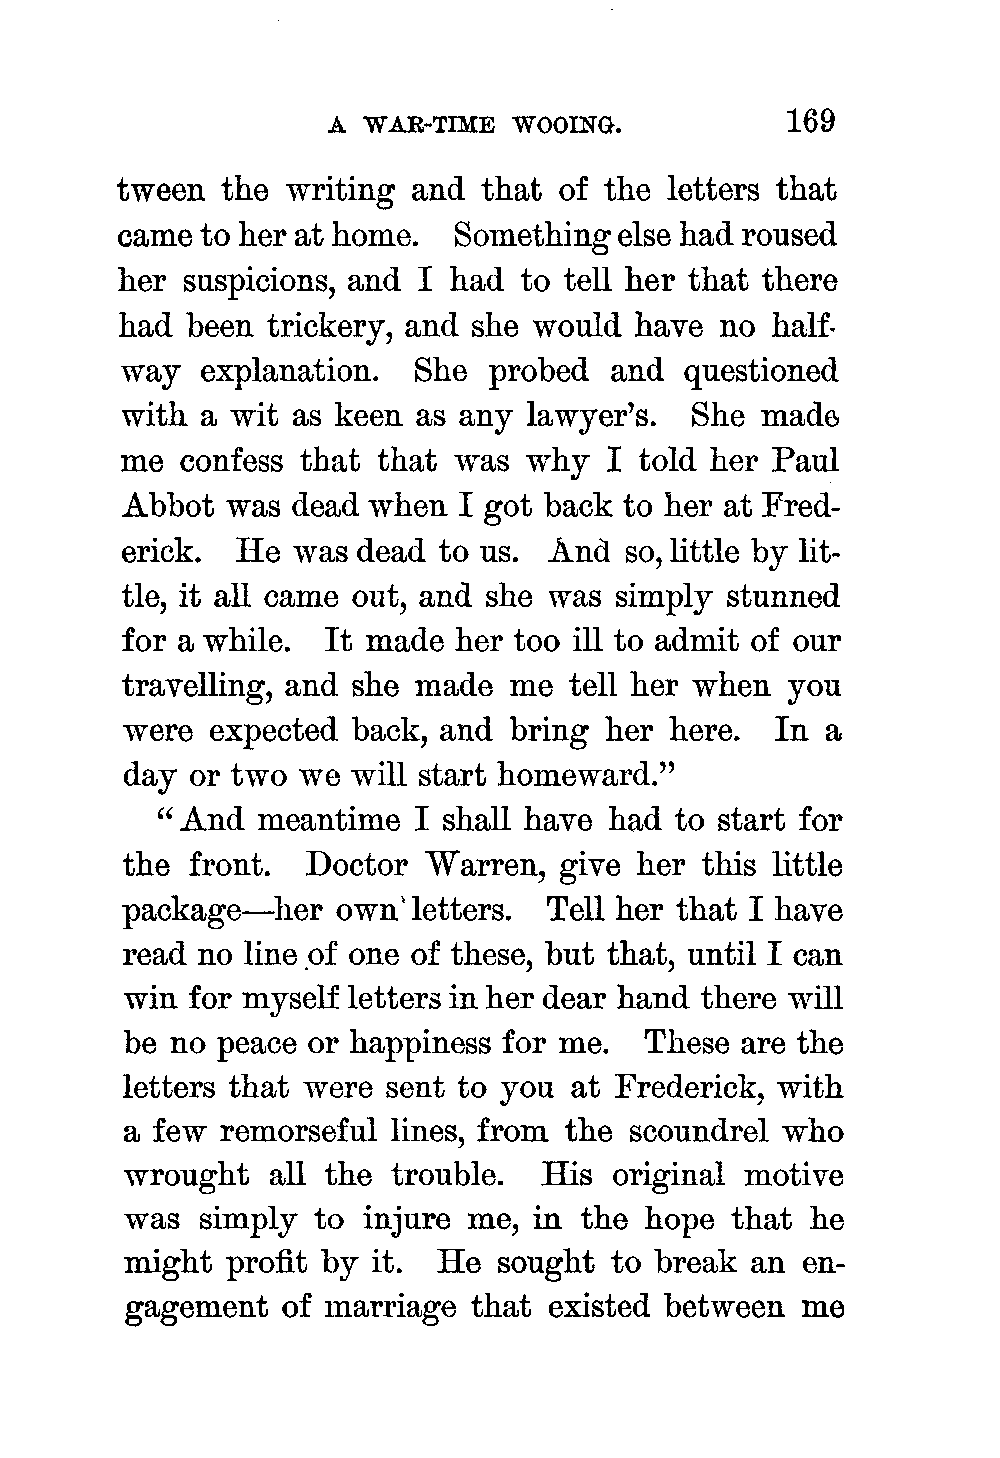 A WAR-TIME WOOING. 169
tween the writing and that of the letters that
came to her at home. Something else had roused
her suspicions, and I had to tell her that there
had been trickery, and she would have no half-
way explanation. She probed and questioned
with a wit as keen as any lawyer's. She made
me confess that that was why I told her Paul
Abbot was dead when I got back to her at Fred-
erick. He was dead to us. And so, little by lit-
tle, it all came out, and she was simply stunned
for a while. It made her too ill to admit of our
travelling, and she made me tell her when you
were expected back, and bring her here. In a
day or two we will start homeward."
"And meantime I shall have had to start for
the front. Doctor Warren, give her this little
package—her own letters. Tell her that I have
read no line of one of these, but that, until I can
win for myself letters in her dear hand there will
be no peace or happiness for me. These are the
letters that were sent to you at Frederick, with
a few remorseful lines, from the scoundrel who
wrought all the trouble. His original motive
was simply to injure me, in the hope that he
might profit by it. He sought to break an en-
gagement of marriage that existed between me